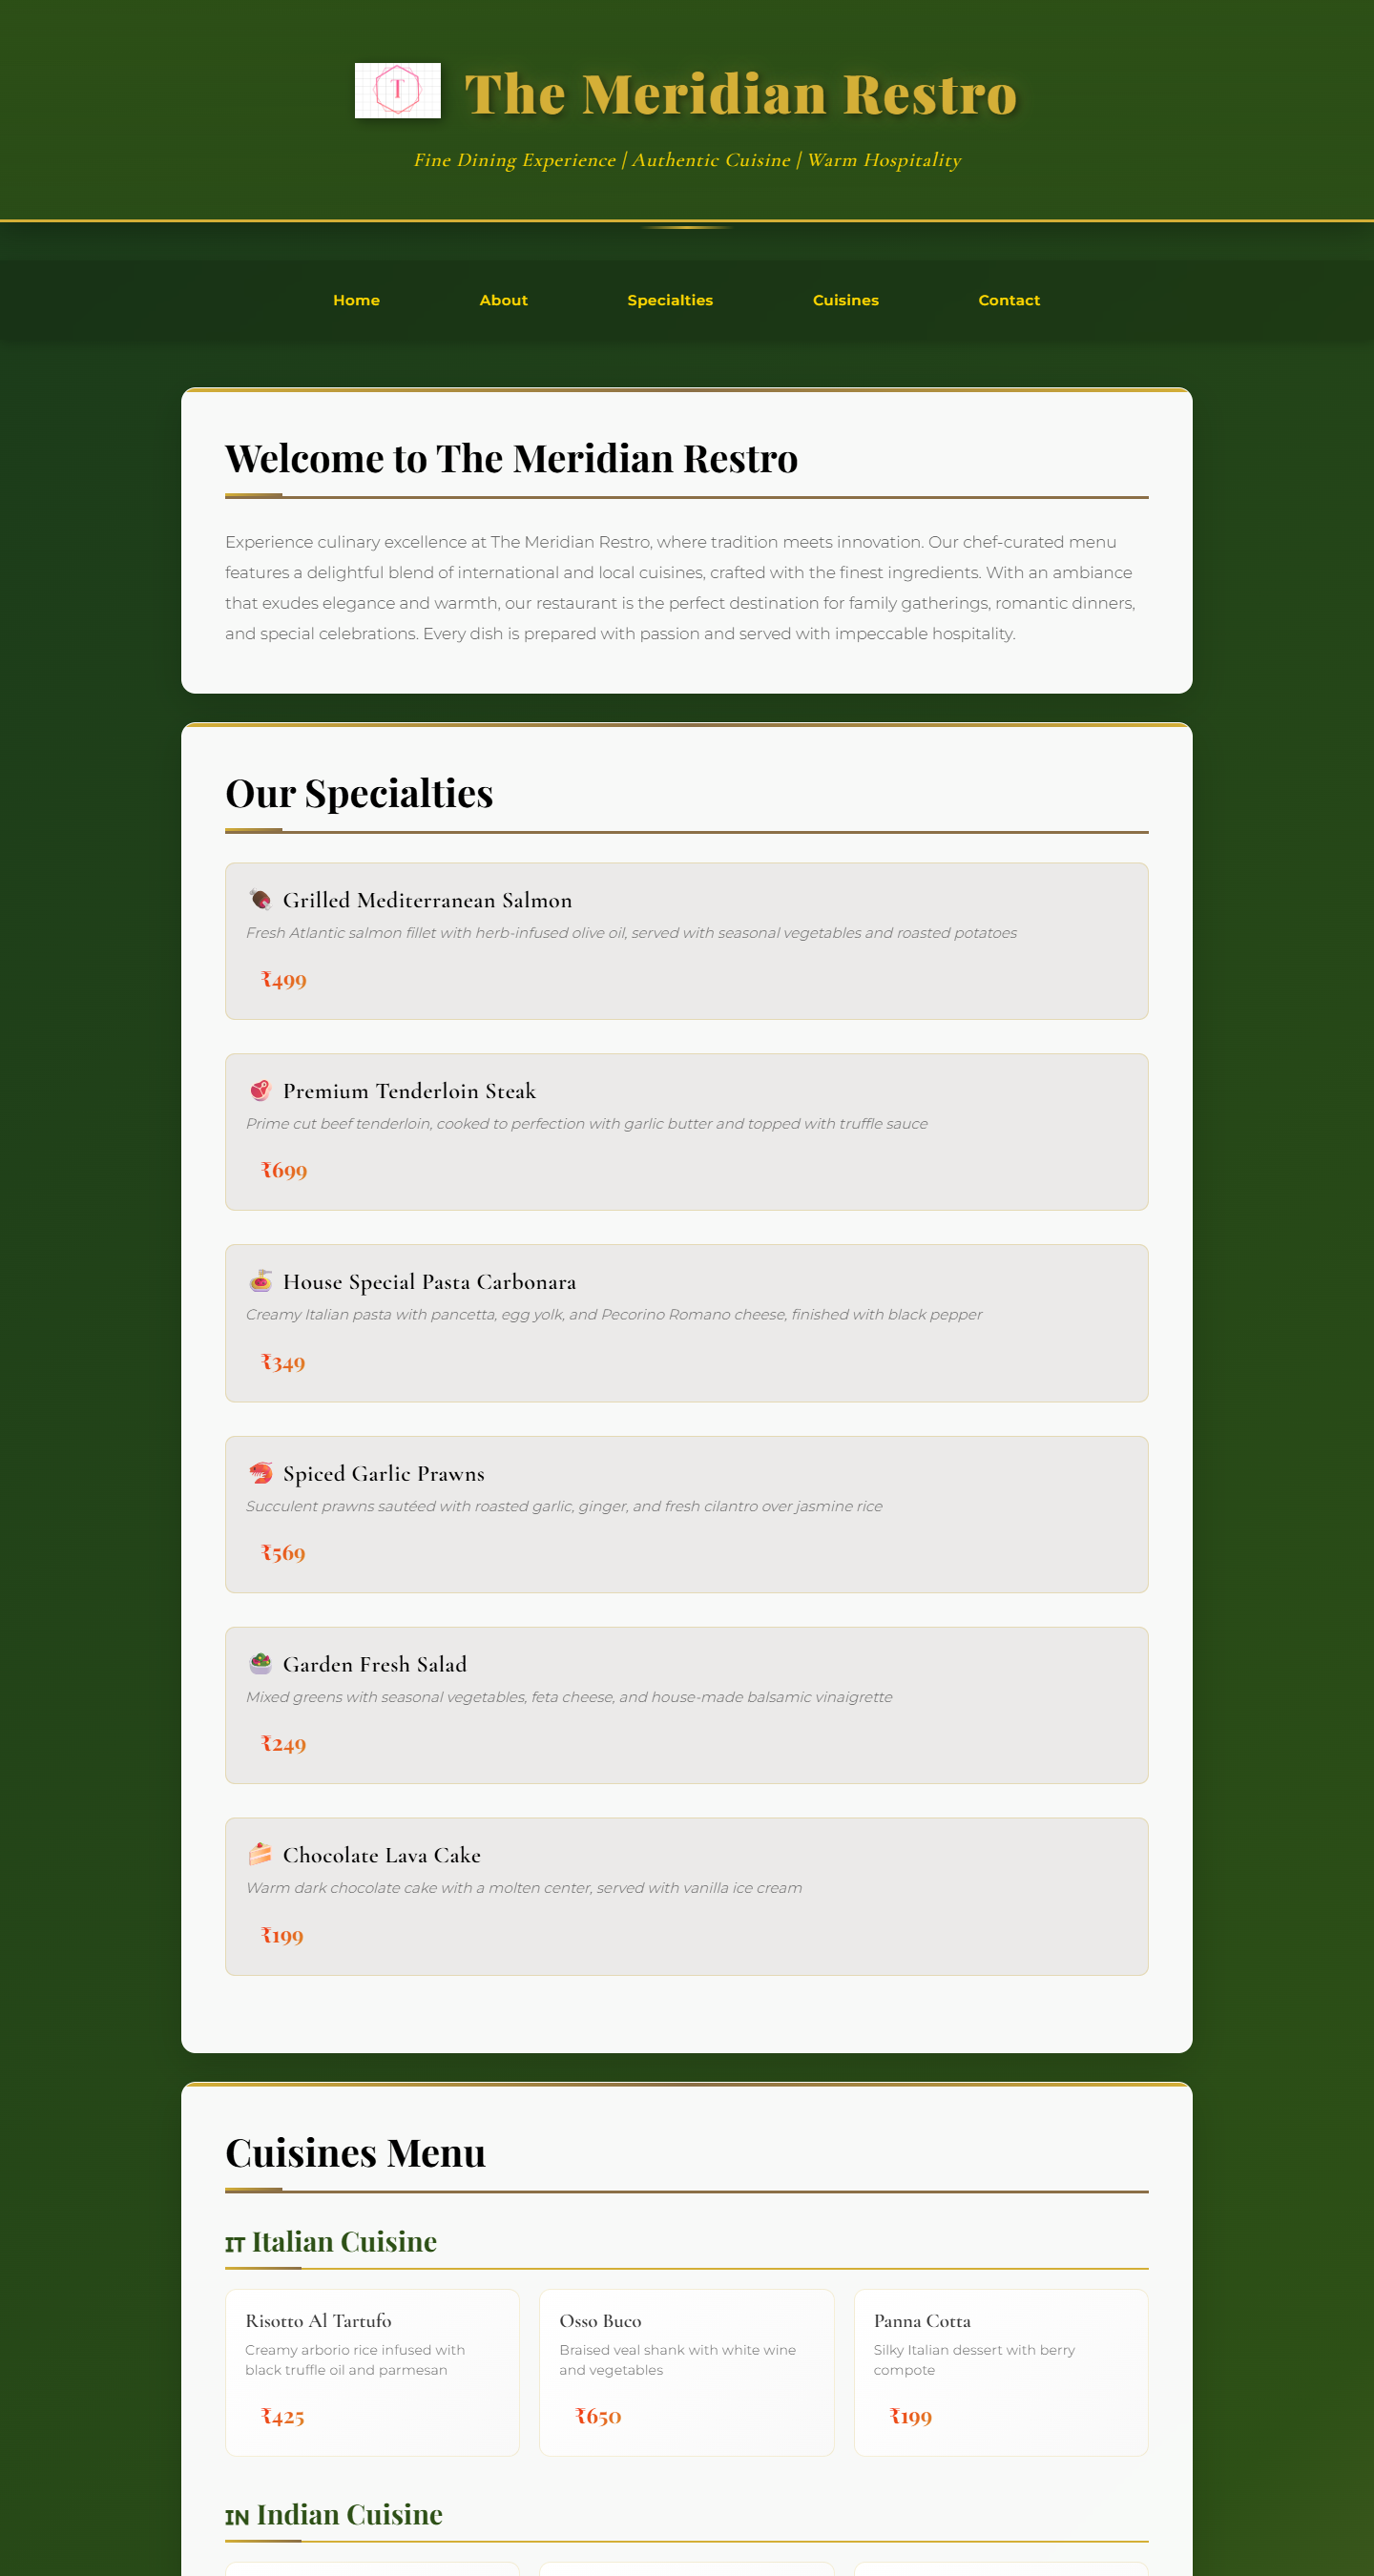 T
The Meridian Restro
Fine Dining Experience | Authentic Cuisine | Warm Hospitality
Home About Specialties Cuisines Contact
Welcome to The Meridian Restro
Experience culinary excellence at The Meridian Restro, where tradition meets innovation. Our chef-curated menu
features a delightful blend of international and local cuisines, crafted with the finest ingredients. With an ambiance
that exudes elegance and warmth, our restaurant is the perfect destination for family gatherings, romantic dinners,
and special celebrations. Every dish is prepared with passion and served with impeccable hospitality.
Our Specialties
Grilled Mediterranean Salmon
Fresh Atlantic salmon fillet with herb-infused olive oil, served with seasonal vegetables and roasted potatoes
₹499
Premium Tenderloin Steak
Prime cut beef tenderloin, cooked to perfection with garlic butter and topped with truffle sauce
₹699
House Special Pasta Carbonara
Creamy Italian pasta with pancetta, egg yolk, and Pecorino Romano cheese, finished with black pepper
₹349
Spiced Garlic Prawns
Succulent prawns sautéed with roasted garlic, ginger, and fresh cilantro over jasmine rice
₹569
Garden Fresh Salad
Mixed greens with seasonal vegetables, feta cheese, and house-made balsamic vinaigrette
₹249
Chocolate Lava Cake
Warm dark chocolate cake with a molten center, served with vanilla ice cream
₹199
Cuisines Menu
IT Italian Cuisine
Risotto Al Tartufo
Creamy arborio rice infused with
black truffle oil and parmesan
₹425
Osso Buco
Braised veal shank with white wine
and vegetables
₹650
Panna Cotta
Silky Italian dessert with berry
compote
₹199
IN Indian Cuisine